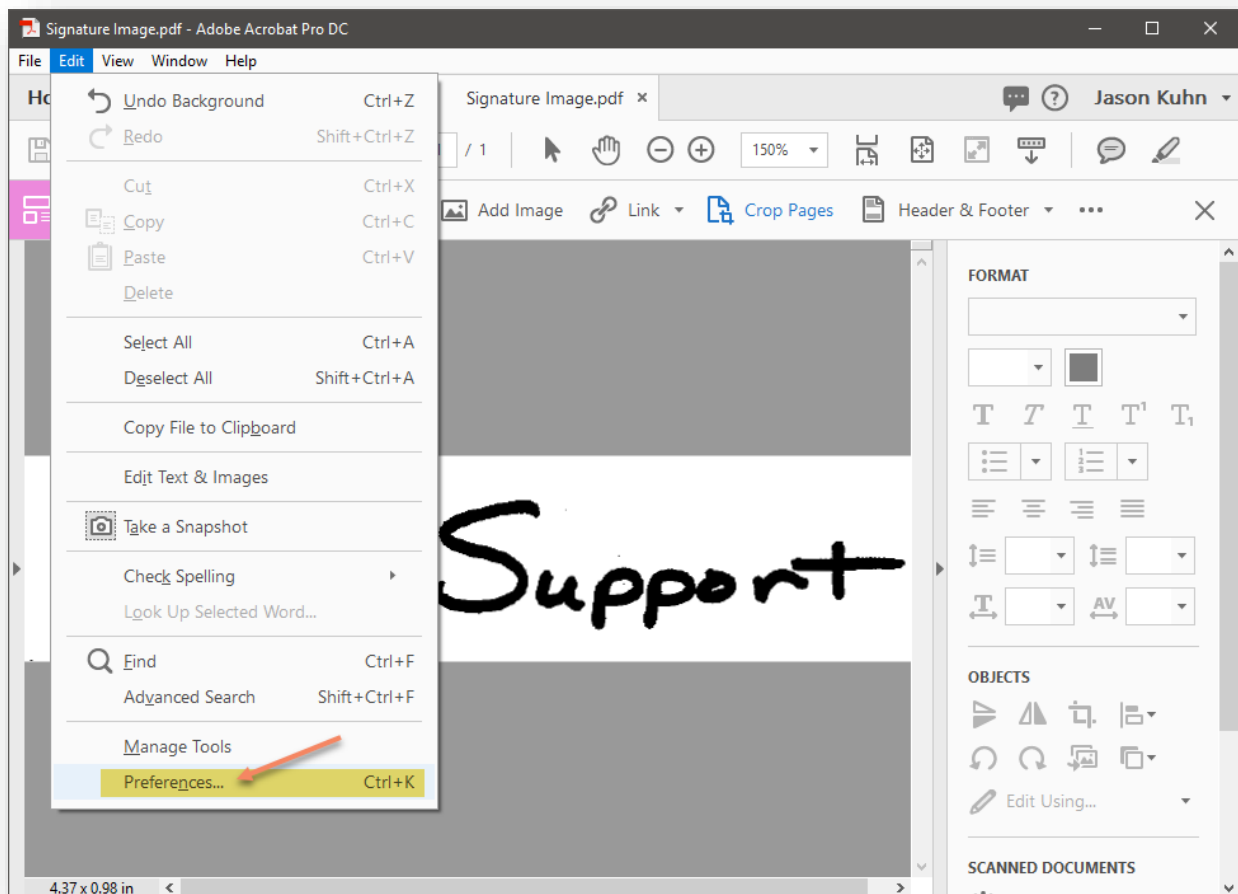 Signature Image.pdf - Adobe Acrobat Pro DC
File Edit View Window Help
Signature Image.pdf × Jason Kuhn
/ 1 150%
Add Image Link Crop Pages Header & Footer •••
Undo Background Ctrl+Z
Redo Shift+Ctrl+Z
Cut Ctrl+X
Copy Ctrl+C
Paste Ctrl+V
Delete
Select All Ctrl+A
Deselect All Shift+Ctrl+A
Copy File to Clipboard
Edit Text & Images
Take a Snapshot
Check Spelling
Look Up Selected Word...
Find Ctrl+F
Advanced Search Shift+Ctrl+F
Manage Tools
Preferences... Ctrl+K
Support
4.37 x 0.98 in
FORMAT
OBJECTS
Edit Using...
SCANNED DOCUMENTS